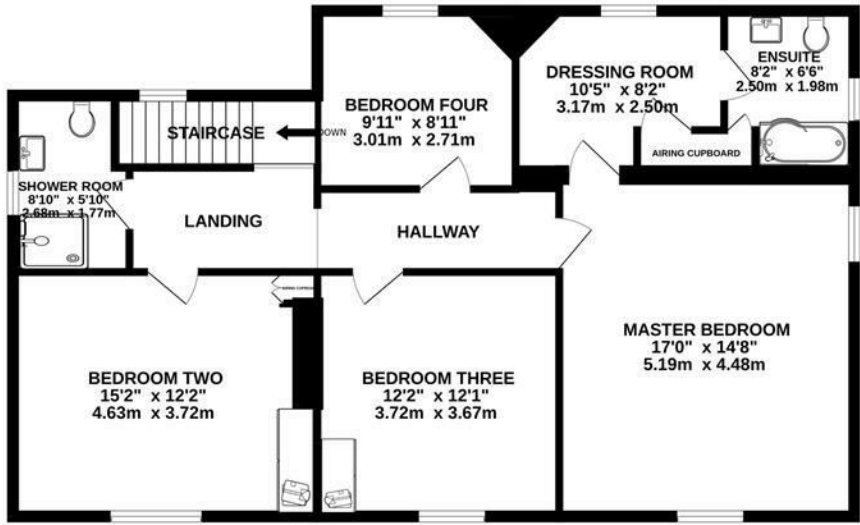 ENSUITE
8'2" x 6'6"
2.50m x 1.98m
DRESSING ROOM
10'5" x 8'2"
3.17m x 2.50m
BEDROOM FOUR
9'11" x 8'11"
3.01m x 2.71m
STAIRCASE
DOWN
AIRING CUPBOARD
SHOWER ROOM
8'10" x 5'10"
2.68m x 1.77m
LANDING
HALLWAY
AIRING CUPBOARD
MASTER BEDROOM
17'0" x 14'8"
5.19m x 4.48m
BEDROOM TWO
15'2" x 12'2"
4.63m x 3.72m
BEDROOM THREE
12'2" x 12'1"
3.72m x 3.67m